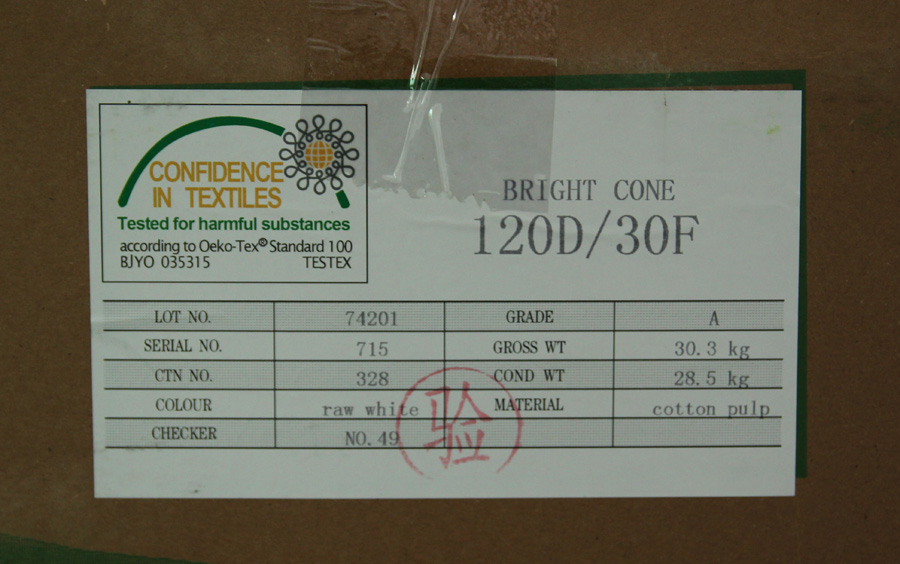 CONFIDENCE
IN TEXTILES
Tested for harmful substances
according to Oeko-Tex® Standard 100
BJYO 035315 TESTEX
BRIGHT CONE
120D/30F
LOT NO. 74201 GRADE A
SERIAL NO. 715 GROSS WT 30.3 kg
CTN NO. 328 COND WT 28.5 kg
COLOUR raw white MATERIAL cotton pulp
CHECKER NO. 49
验